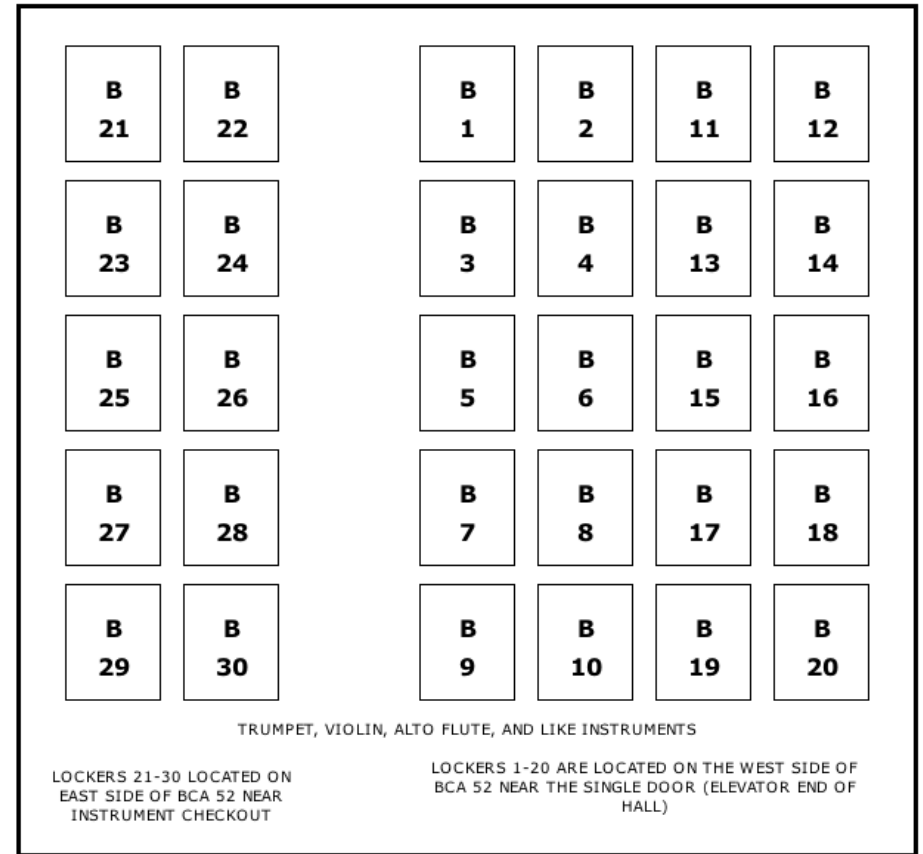 B B B B B B
21 22 1 2 11 12
B B B B B B
23 24 3 4 13 14
B B B B B B
25 26 5 6 15 16
B B B B B B
27 28 7 8 17 18
B B B B B B
29 30 9 10 19 20
TRUMPET, VIOLIN, ALTO FLUTE, AND LIKE INSTRUMENTS
LOCKERS 21-30 LOCATED ON
EAST SIDE OF BCA 52 NEAR
INSTRUMENT CHECKOUT
LOCKERS 1-20 ARE LOCATED ON THE WEST SIDE OF
BCA 52 NEAR THE SINGLE DOOR (ELEVATOR END OF
HALL)